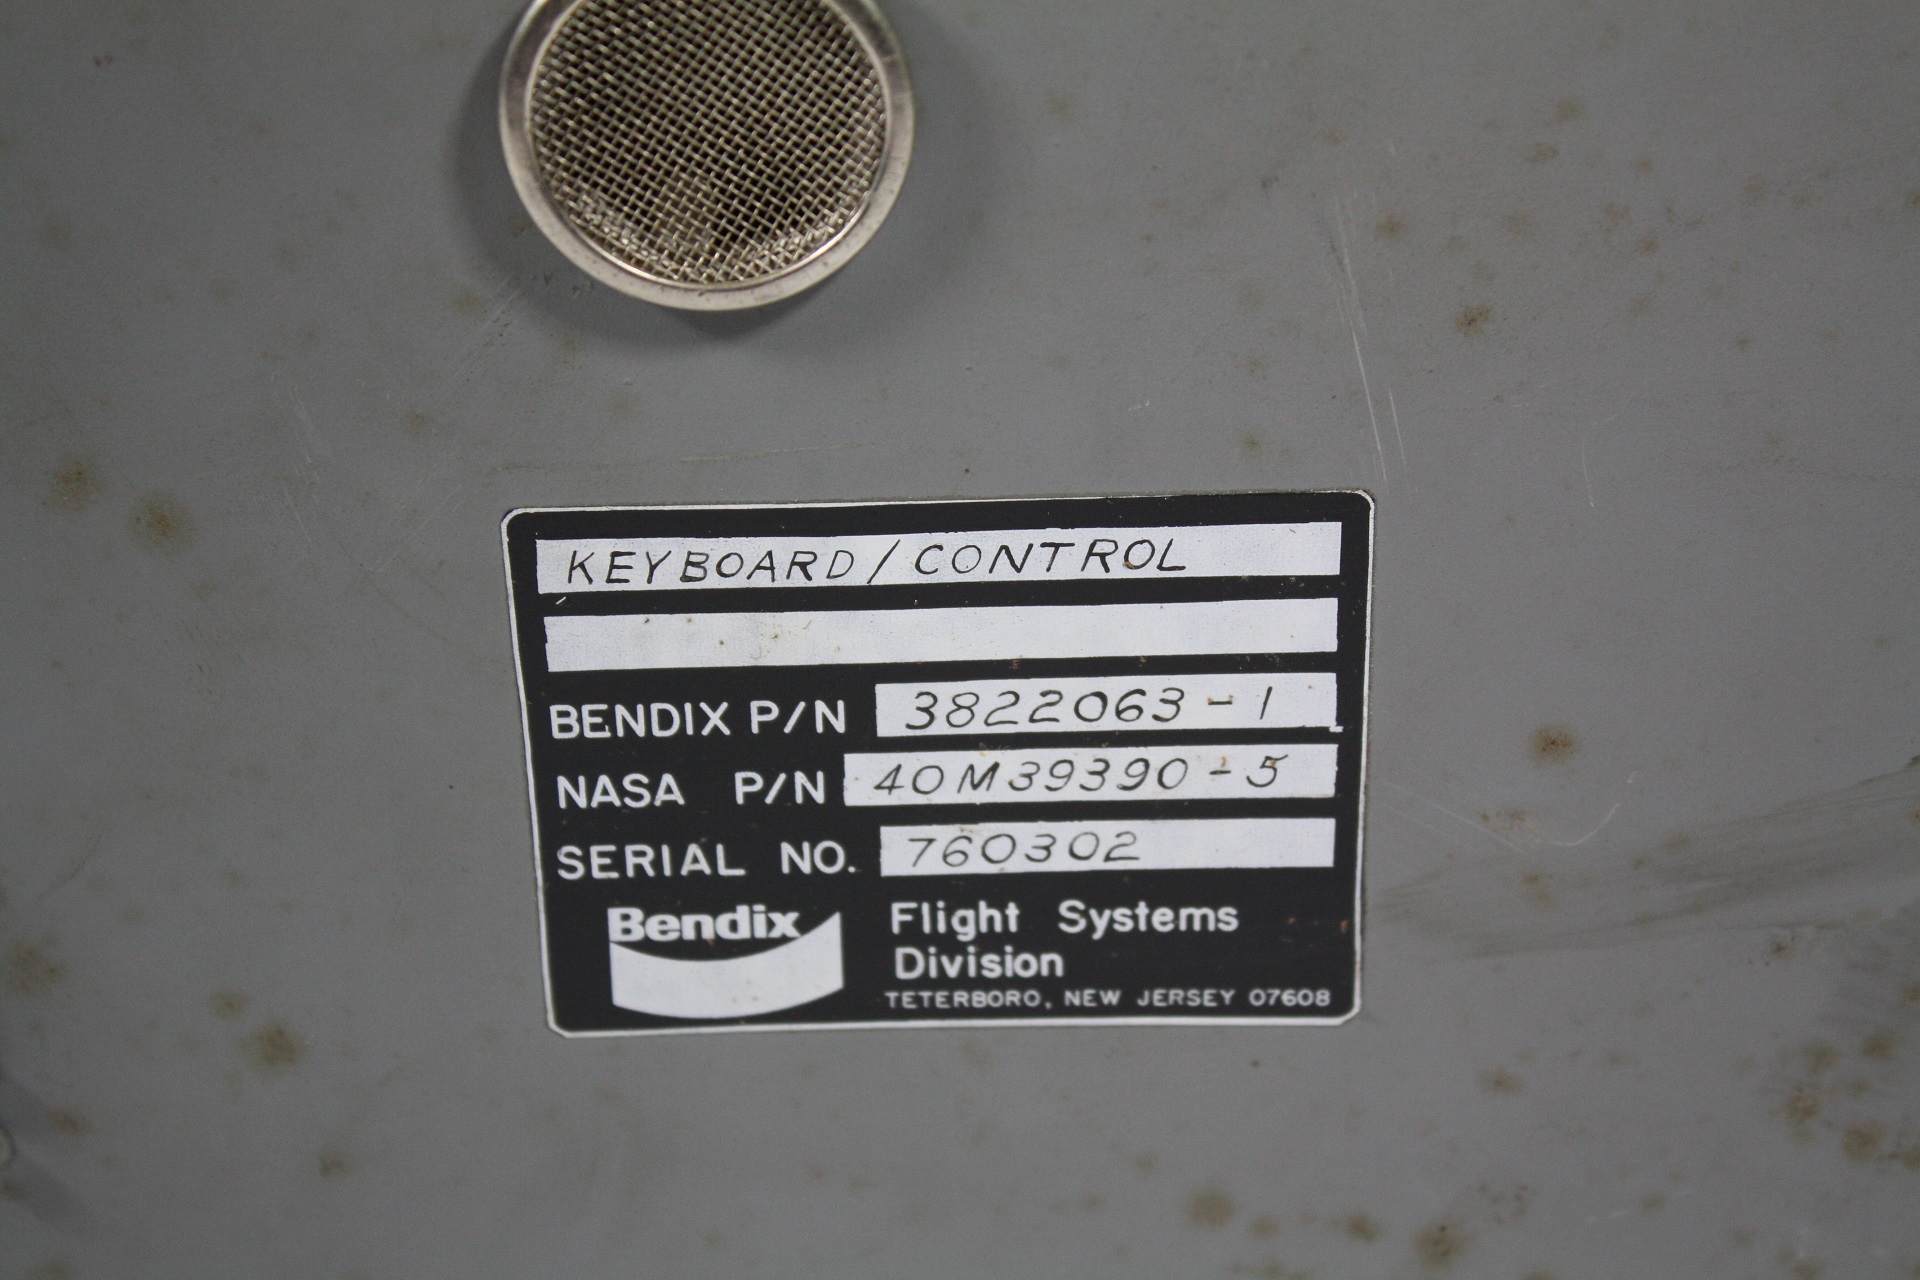 KEYBOARD/CONTROL
BENDIX P/N 3822063-1
NASA P/N 40M39390-5
SERIAL NO. 760302
Bendix
Flight Systems
Division
TETERBORO, NEW JERSEY 07608